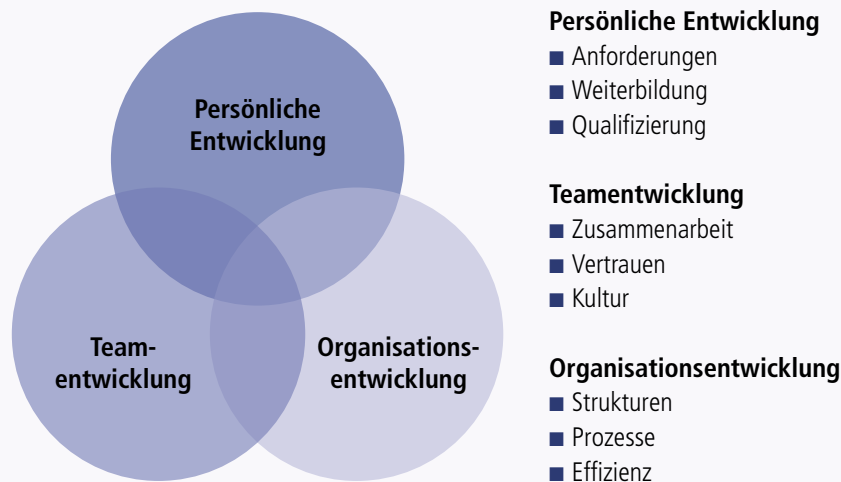 Persönliche
Entwicklung
Team-
entwicklung
Organisations-
entwicklung
Persönliche Entwicklung
■ Anforderungen
■ Weiterbildung
■ Qualifizierung
Teamentwicklung
■ Zusammenarbeit
■ Vertrauen
■ Kultur
Organisationsentwicklung
■ Strukturen
■ Prozesse
■ Effizienz